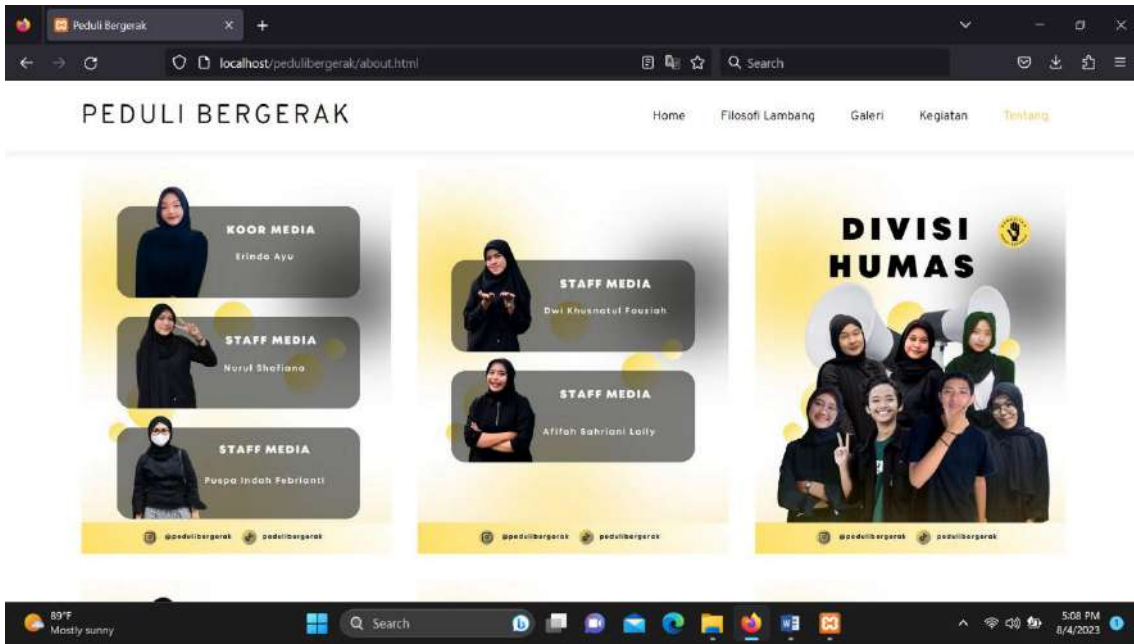 Peduli Bergerak
localhost/pedulibergerak/about.html
Search
PEDULI BERGERAK
Home
Filosofi Lambang
Galeri
Kegiatan
Tentang
KOOR MEDIA
Erinda Ayu
STAFF MEDIA
Nurul Shofiana
STAFF MEDIA
Puspa Indah Febrianti
@pedulibergerak
pedulibergerak
STAFF MEDIA
Dwi Khusnatul Fauziah
STAFF MEDIA
Afifah Sahriani Laily
@pedulibergerak
pedulibergerak
DIVISI
HUMAS
@pedulibergerak
pedulibergerak
89°F
Mostly sunny
Search
5:08 PM
8/4/2023
1